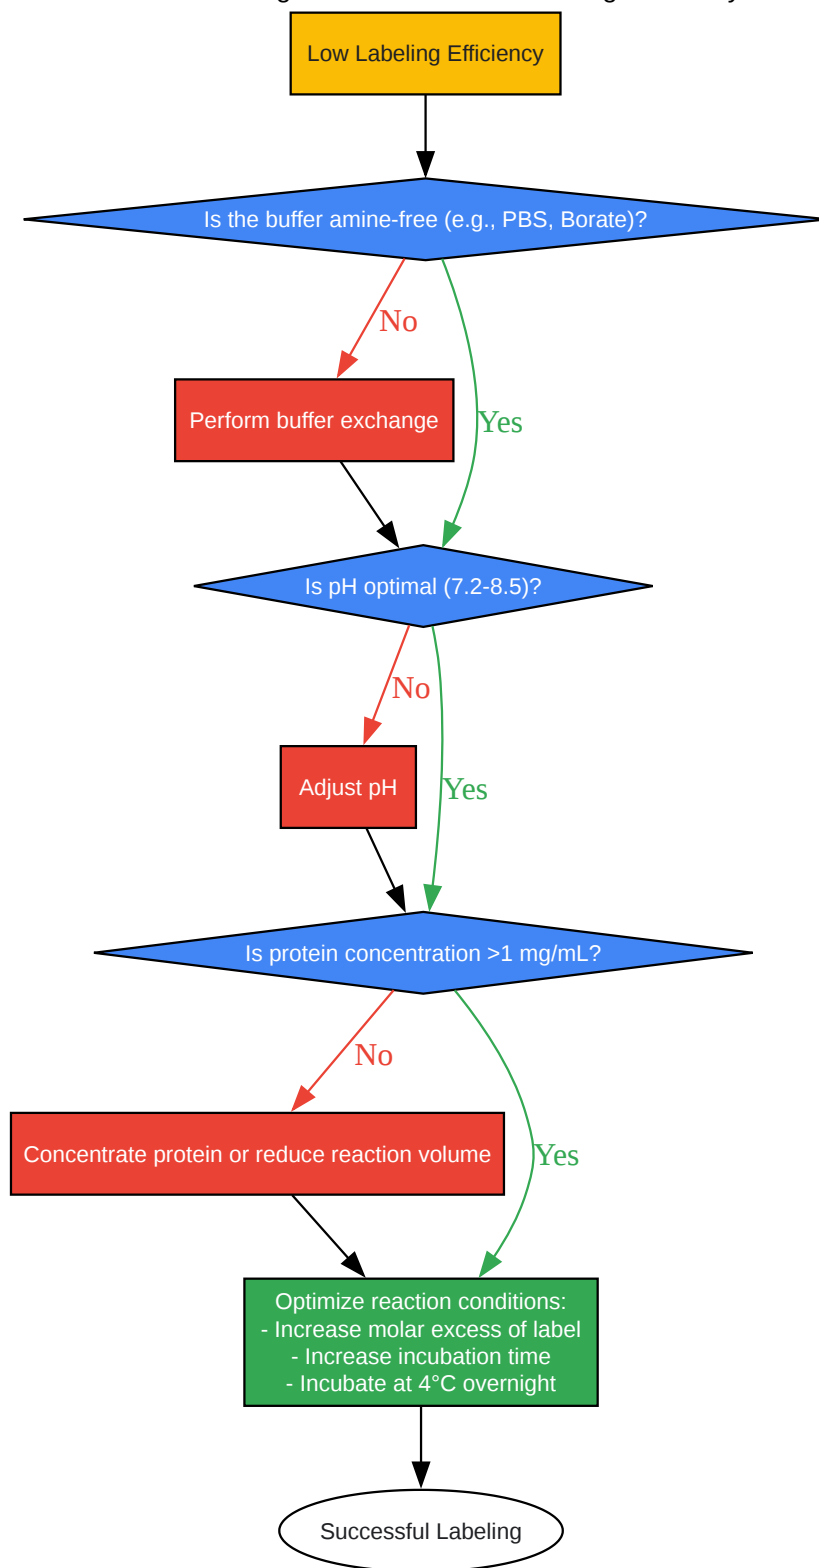 Low Labeling Efficiency
Is the buffer amine-free (e.g., PBS, Borate)?
No
Perform buffer exchange
Yes
Is pH optimal (7.2-8.5)?
No
Adjust pH
Yes
Is protein concentration >1 mg/mL?
No
Concentrate protein or reduce reaction volume
Yes
Optimize reaction conditions:
- Increase molar excess of label
- Increase incubation time
- Incubate at 4°C overnight
Successful Labeling